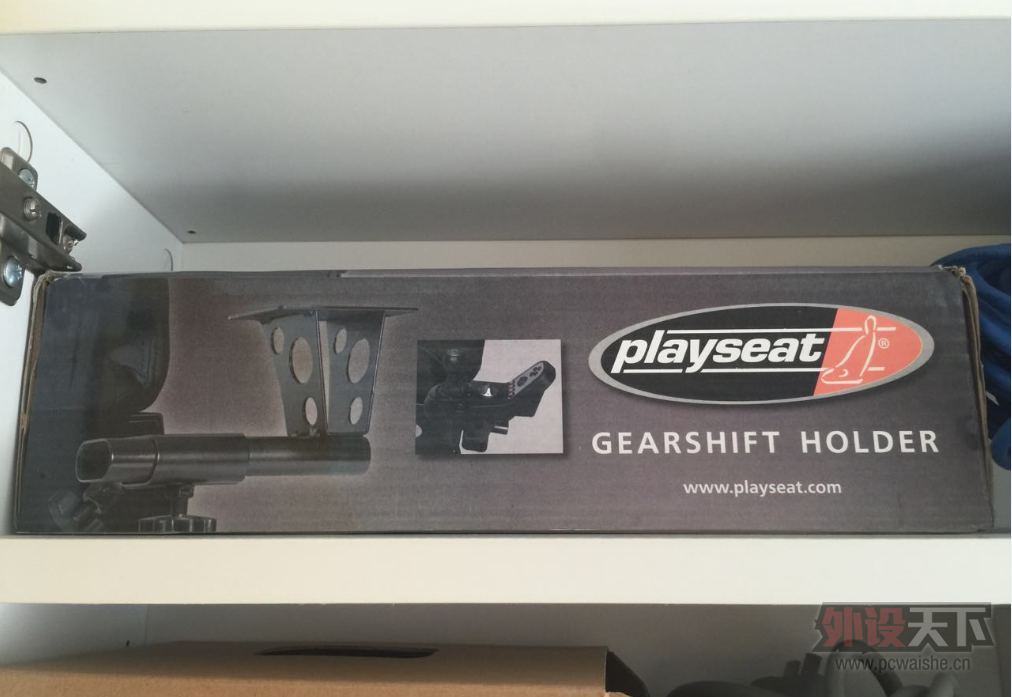 playseat®
GEARSHIFT HOLDER
www.playseat.com
外设天下
www.pcwaishe.cn